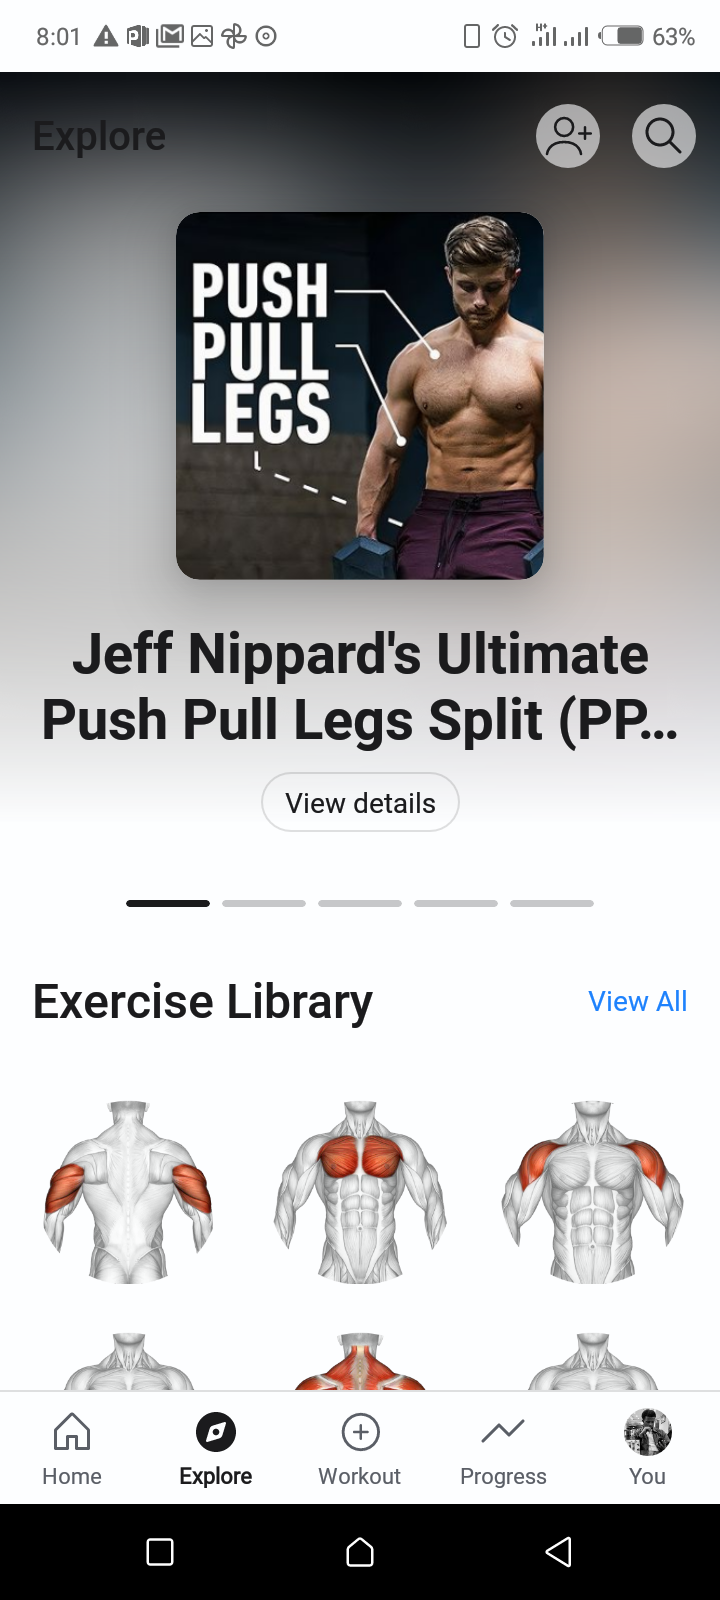 8:01
H+
63%
Explore
PUSH
PULL
LEGS
Jeff Nippard's Ultimate
Push Pull Legs Split (PP...
View details
Exercise Library
View All
Home
Explore
Workout
Progress
You